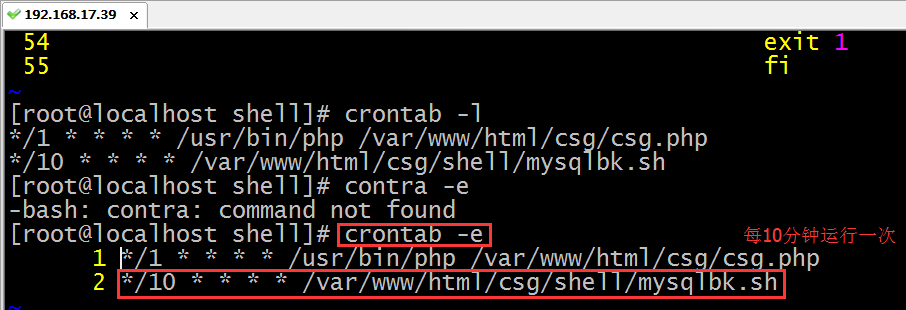 192.168.17.39 ×
54 exit 1
55 fi
~
[root@localhost shell]# crontab -l
*/1 * * * * /usr/bin/php /var/www/html/csg/csg.php
*/10 * * * * /var/www/html/csg/shell/mysqlbk.sh
[root@localhost shell]# contra -e
-bash: contra: command not found
[root@localhost shell]# crontab -e 每10分钟运行一次
1 */1 * * * * /usr/bin/php /var/www/html/csg/csg.php
2 */10 * * * * /var/www/html/csg/shell/mysqlbk.sh
~